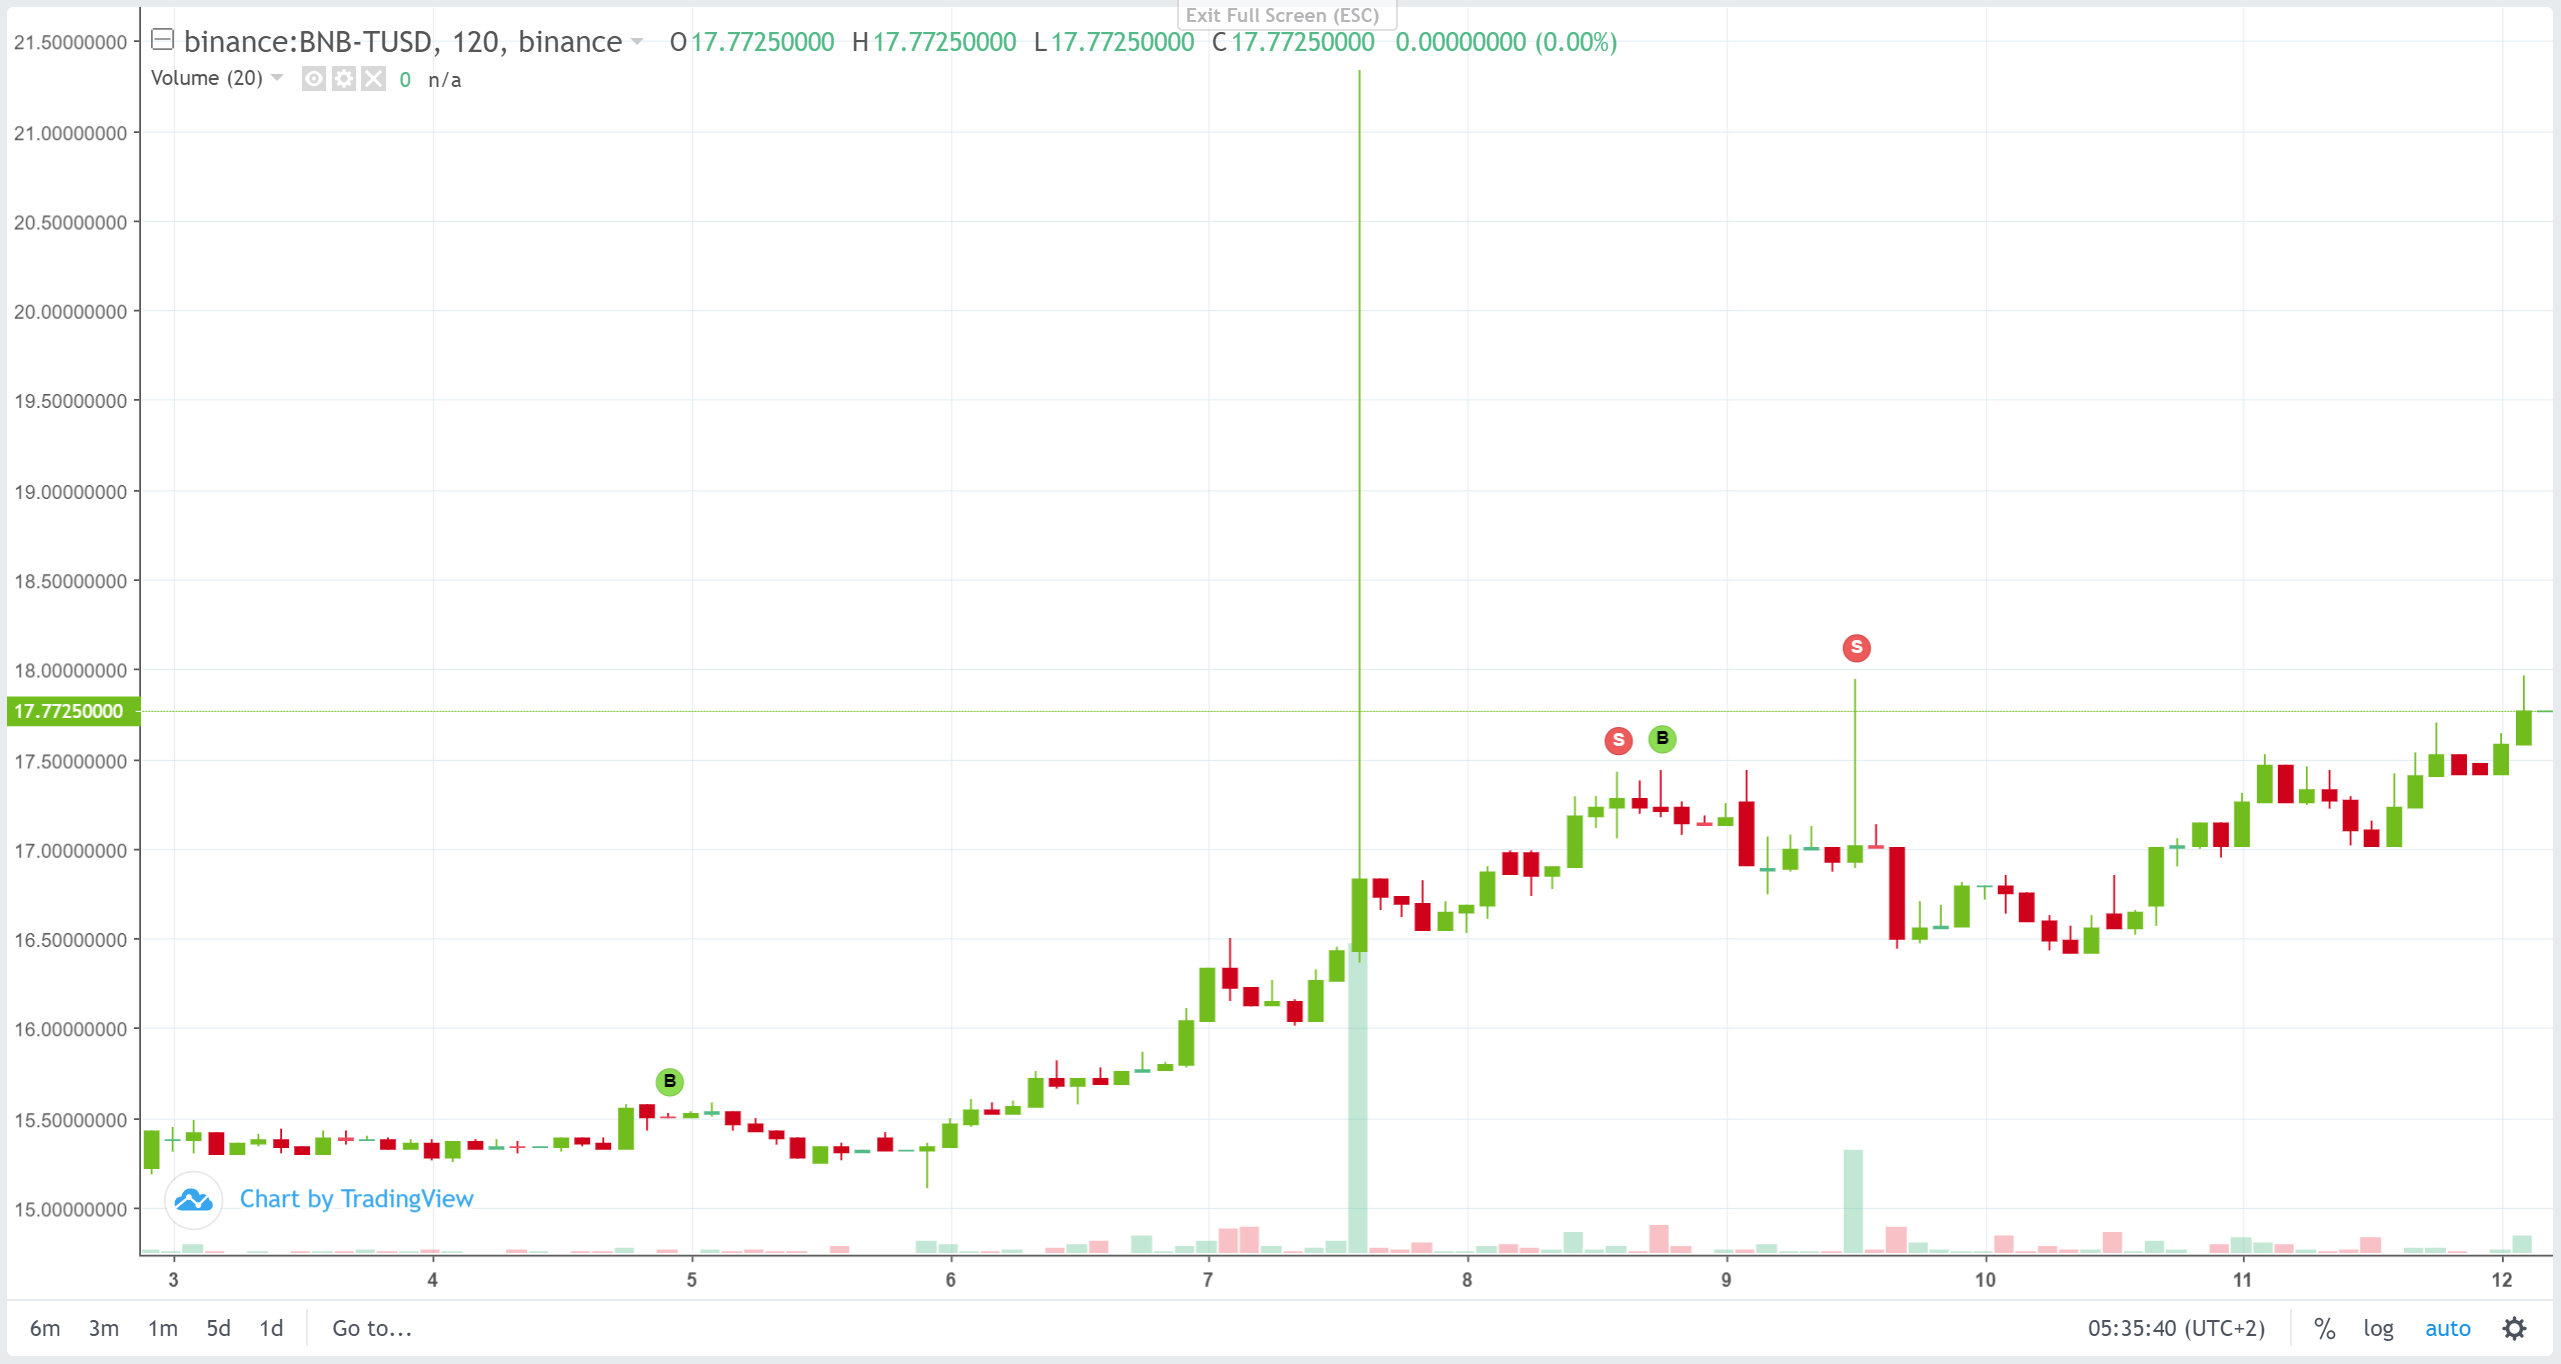 Exit Full Screen (ESC)
binance:BNB-TUSD, 120, binance O17.77250000 H17.77250000 L17.77250000 C17.77250000 0.00000000 (0.00%)
Volume (20) 0 n/a
21.50000000
21.00000000
20.50000000
20.00000000
19.50000000
19.00000000
18.50000000
18.00000000
17.77250000
17.50000000
17.00000000
16.50000000
16.00000000
15.50000000
15.00000000
S
S B
B
Chart by TradingView
3 4 5 6 7 8 9 10 11 12
6m 3m 1m 5d 1d Go to... 05:35:40 (UTC+2) % log auto